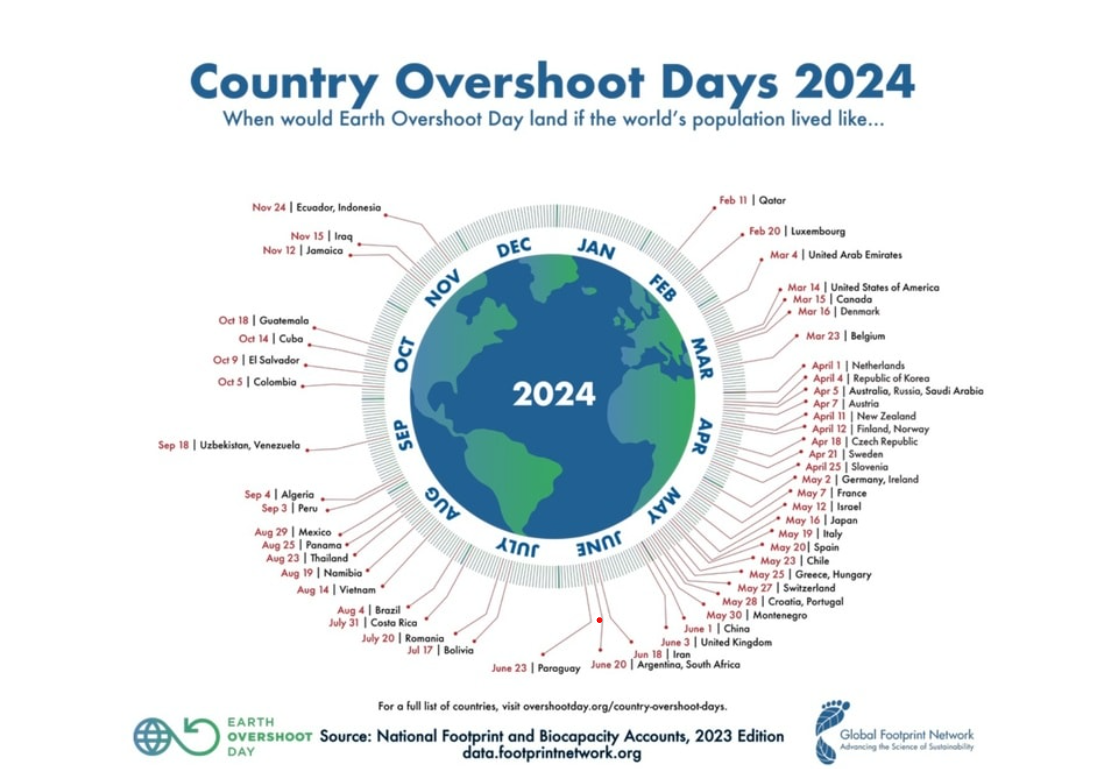 Country Overshoot Days 2024
When would Earth Overshoot Day land if the world's population lived like...
JAN
FEB
MAR
APR
MAY
JUNE
JULY
AUG
SEP
OCT
NOV
DEC
2024
Feb 11 | Qatar
Feb 20 | Luxembourg
Mar 4 | United Arab Emirates
Mar 14 | United States of America
Mar 15 | Canada
Mar 16 | Denmark
Mar 23 | Belgium
April 1 | Netherlands
April 4 | Republic of Korea
Apr 5 | Australia, Russia, Saudi Arabia
Apr 7 | Austria
April 11 | New Zealand
April 12 | Finland, Norway
Apr 18 | Czech Republic
Apr 21 | Sweden
April 25 | Slovenia
May 2 | Germany, Ireland
May 7 | France
May 12 | Israel
May 16 | Japan
May 19 | Italy
May 20| Spain
May 23 | Chile
May 25 | Greece, Hungary
May 27 | Switzerland
May 28 | Croatia, Portugal
May 30 | Montenegro
June 1 | China
June 3 | United Kingdom
Jun 18 | Iran
June 20 | Argentina, South Africa
June 23 | Paraguay
Jul 17 | Bolivia
July 20 | Romania
July 31 | Costa Rica
Aug 4 | Brazil
Aug 14 | Vietnam
Aug 19 | Namibia
Aug 23 | Thailand
Aug 25 | Panama
Aug 29 | Mexico
Sep 3 | Peru
Sep 4 | Algeria
Sep 18 | Uzbekistan, Venezuela
Oct 5 | Colombia
Oct 9 | El Salvador
Oct 14 | Cuba
Oct 18 | Guatemala
Nov 12 | Jamaica
Nov 15 | Iraq
Nov 24 | Ecuador, Indonesia
For a full list of countries, visit overshootday.org/country-overshoot-days.
EARTH
OVERSHOOT
DAY
Source: National Footprint and Biocapacity Accounts, 2023 Edition
data.footprintnetwork.org
Global Footprint Network
Advancing the Science of Sustainability